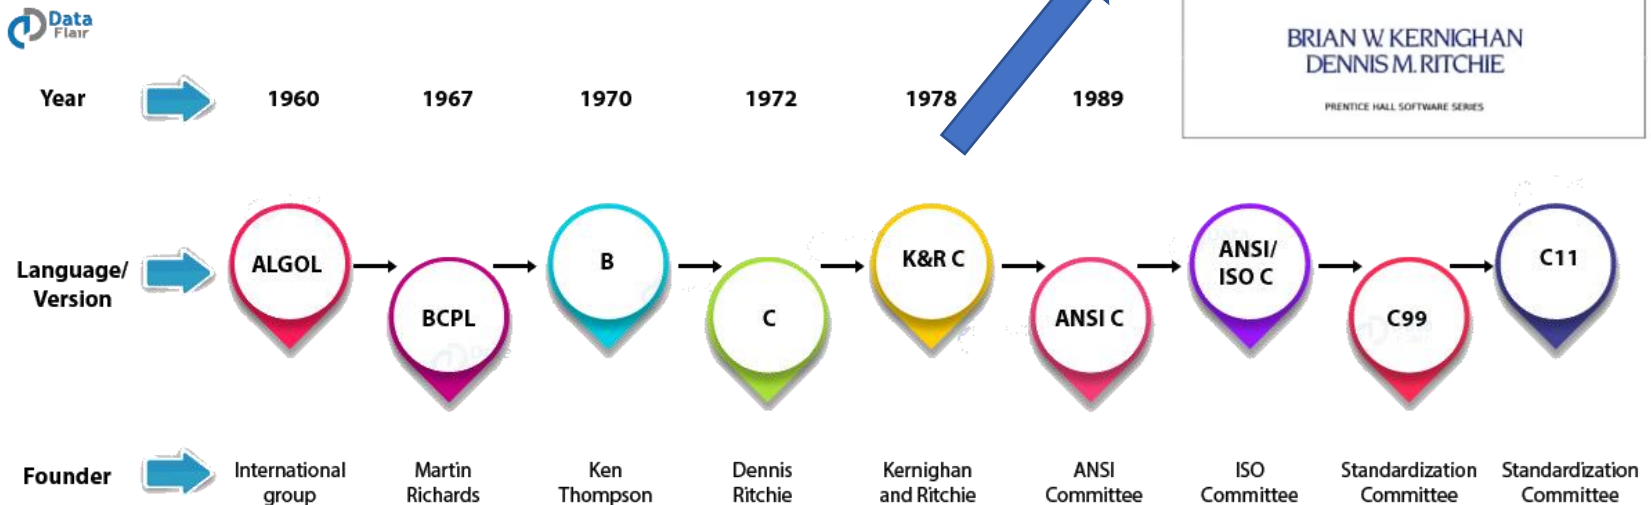 Data
Flair
BRIAN W. KERNIGHAN
DENNIS M. RITCHIE
PRENTICE HALL SOFTWARE SERIES
Year
1960
1967
1970
1972
1978
1989
Language/
Version
ALGOL
BCPL
B
C
K&R C
ANSI C
ANSI/
ISO C
C99
C11
Founder
International
group
Martin
Richards
Ken
Thompson
Dennis
Ritchie
Kernighan
and Ritchie
ANSI
Committee
ISO
Committee
Standardization
Committee
Standardization
Committee